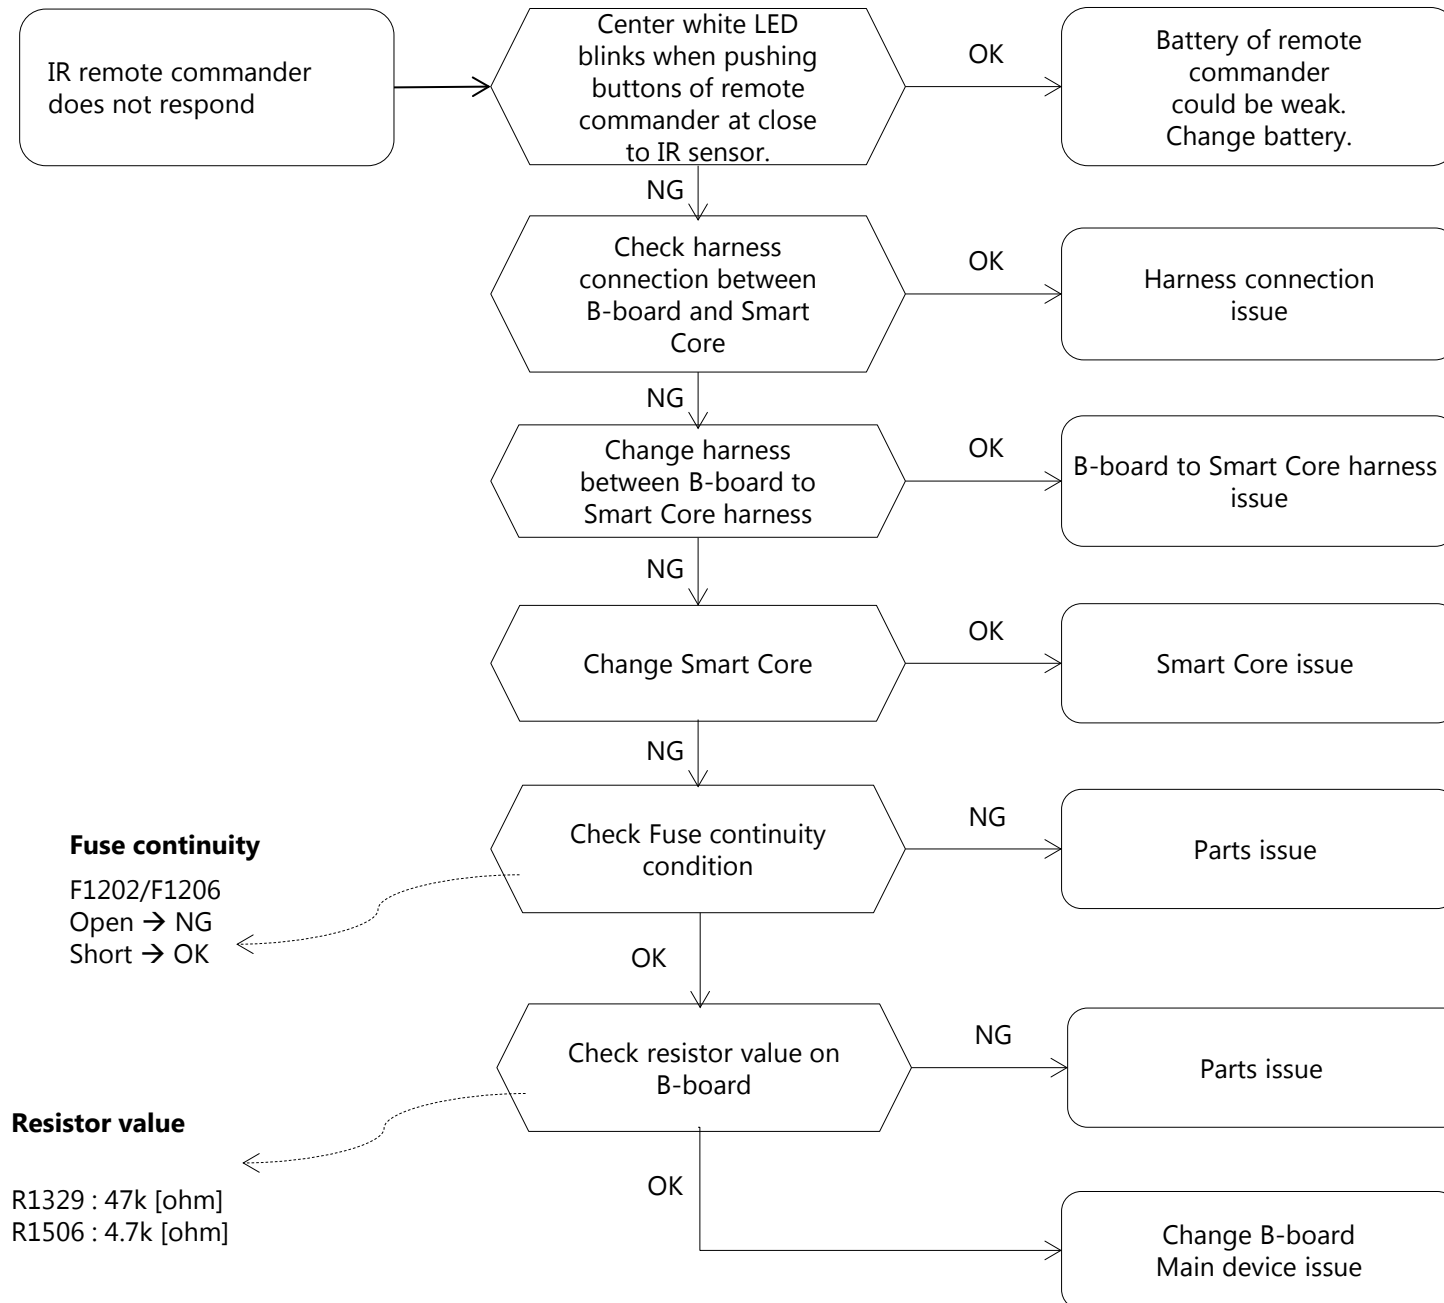 IR remote commander
does not respond
Center white LED
blinks when pushing
buttons of remote
commander at close
to IR sensor.
OK
Battery of remote
commander
could be weak.
Change battery.
NG
Check harness
connection between
B-board and Smart
Core
OK
Harness connection
issue
NG
Change harness
between B-board to
Smart Core harness
OK
B-board to Smart Core harness
issue
NG
Change Smart Core
OK
Smart Core issue
NG
Check Fuse continuity
condition
NG
Parts issue
Fuse continuity
F1202/F1206
Open → NG
Short → OK
OK
Check resistor value on
B-board
NG
Parts issue
Resistor value
R1329 : 47k [ohm]
R1506 : 4.7k [ohm]
OK
Change B-board
Main device issue